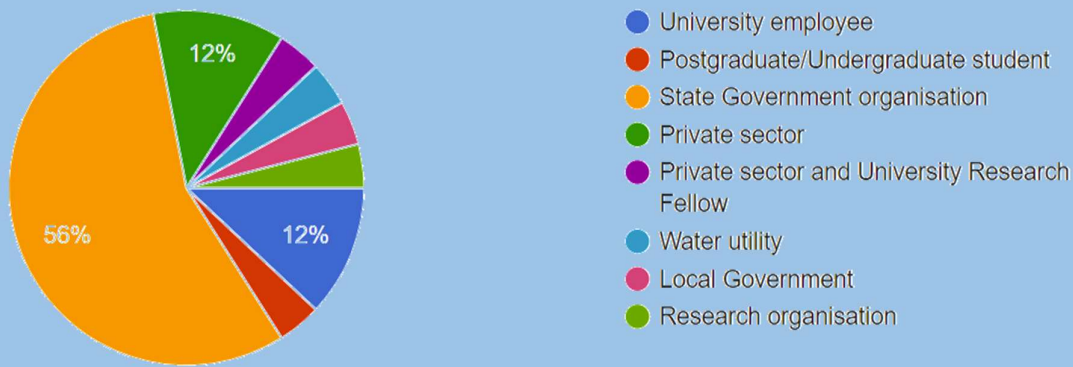 12%
56%
12%
University employee
Postgraduate/Undergraduate student
State Government organisation
Private sector
Private sector and University Research
Fellow
Water utility
Local Government
Research organisation